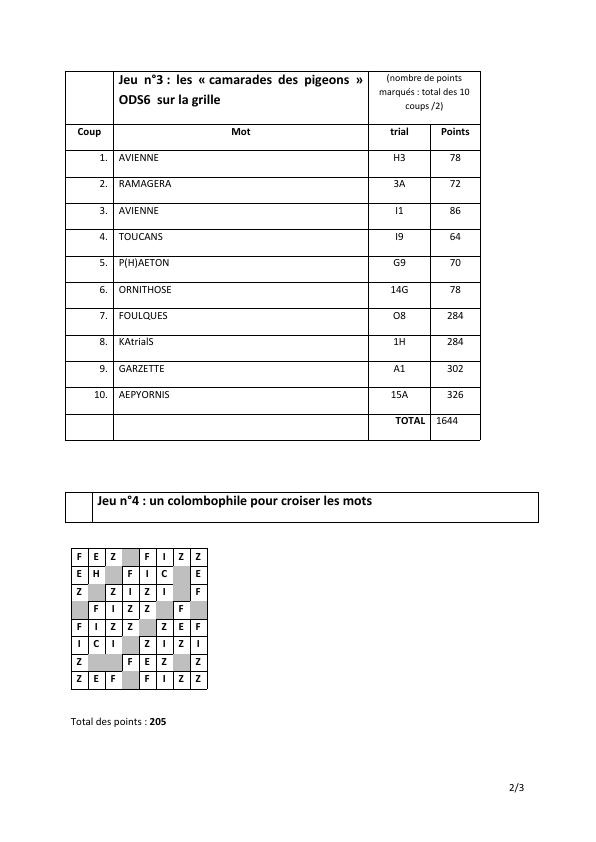 Jeu n°3 : les « camarades des pigeons »
ODS6 sur la grille
(nombre de points
marqués : total des 10
coups /2)
Coup Mot trial Points
1. AVIENNE H3 78
2. RAMAGERA 3A 72
3. AVIENNE I1 86
4. TOUCANS I9 64
5. P(H)AETON G9 70
6. ORNITHOSE 14G 78
7. FOULQUES O8 284
8. KAtrialS 1H 284
9. GARZETTE A1 302
10. AEPYORNIS 15A 326
TOTAL 1644
Jeu n°4 : un colombophile pour croiser les mots
F E Z F I Z Z
E H F I C E
Z Z I Z I F
F I Z Z F
F I Z Z Z E F
I C I Z I Z I
Z F E Z Z
Z E F F I Z Z
Total des points : 205
2/3